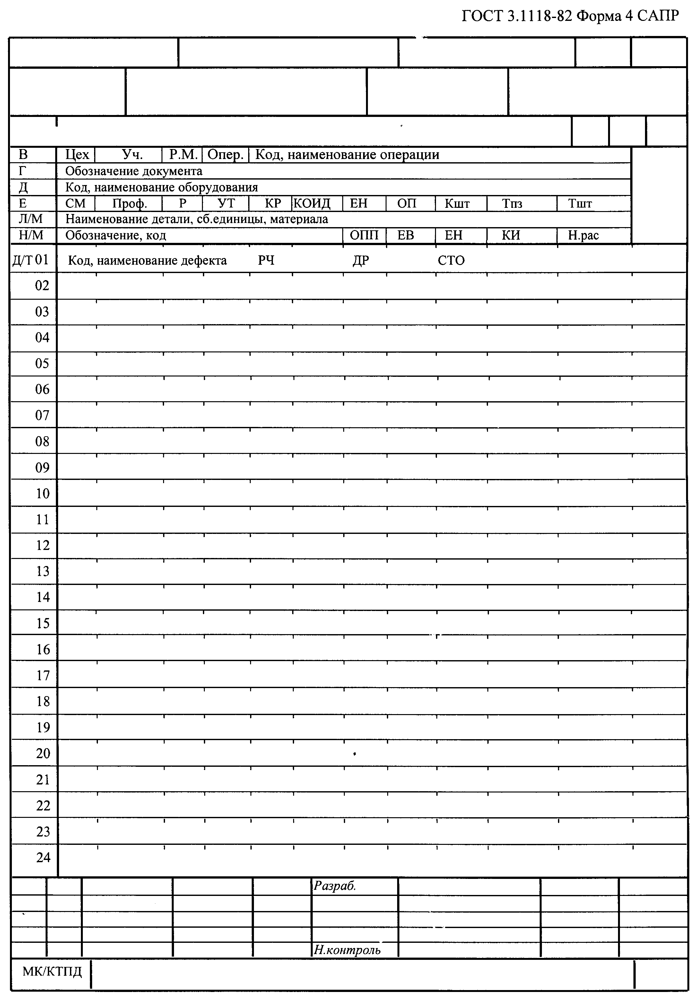 ГОСТ 3.1118-82 Форма 4 САПР
В Цех Уч. Р.М. Опер. Код, наименование операции
Г Обозначение документа
Д Код, наименование оборудования
Е СМ Проф. Р УТ КР КОИД ЕН ОП Кшт Тпз Тшт
Л/М Наименование детали, сб.единицы, материала
Н/М Обозначение, код ОПП ЕВ ЕН КИ Н.рас
Д/Т 01 Код, наименование дефекта РЧ ДР СТО
02
03
04
05
06
07
08
09
10
11
12
13
14
15
16
17
18
19
20
21
22
23
24
Разраб.
Н.контроль
МК/КТПД